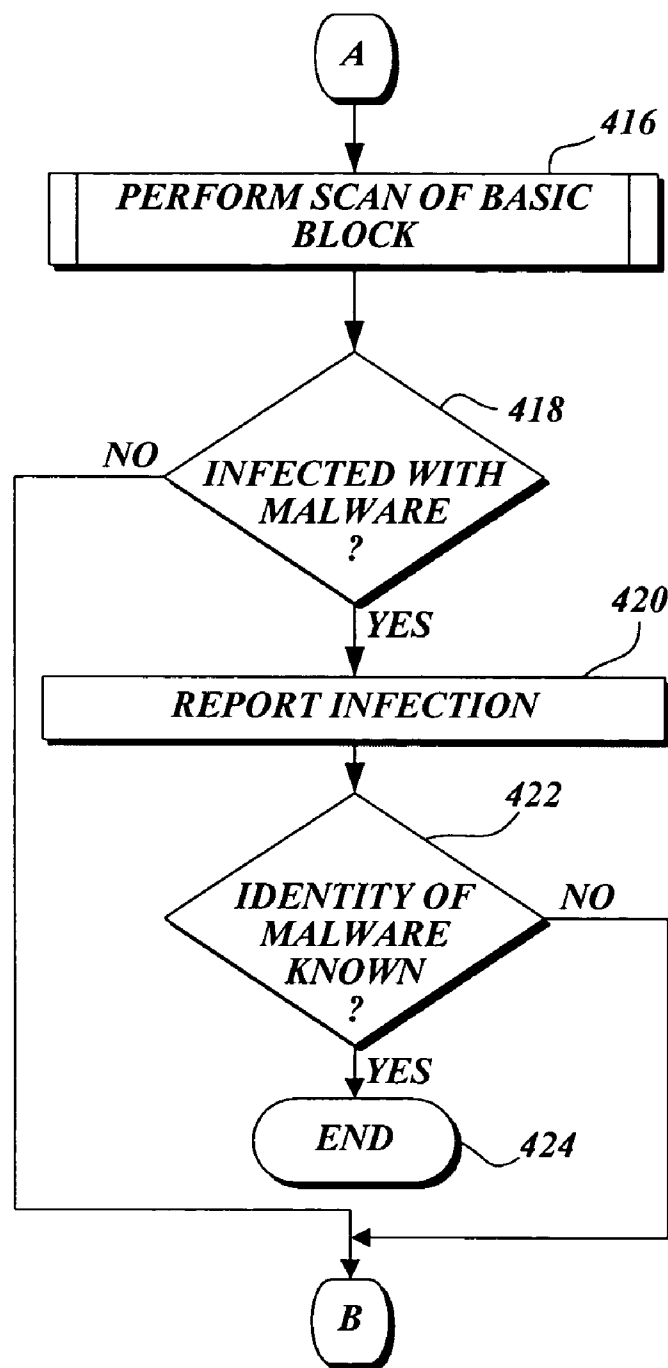 A
416
PERFORM SCAN OF BASIC
BLOCK
418
NO
INFECTED WITH
MALWARE
?
YES
420
REPORT INFECTION
422
IDENTITY OF
MALWARE
KNOWN
?
NO
YES
END
424
B